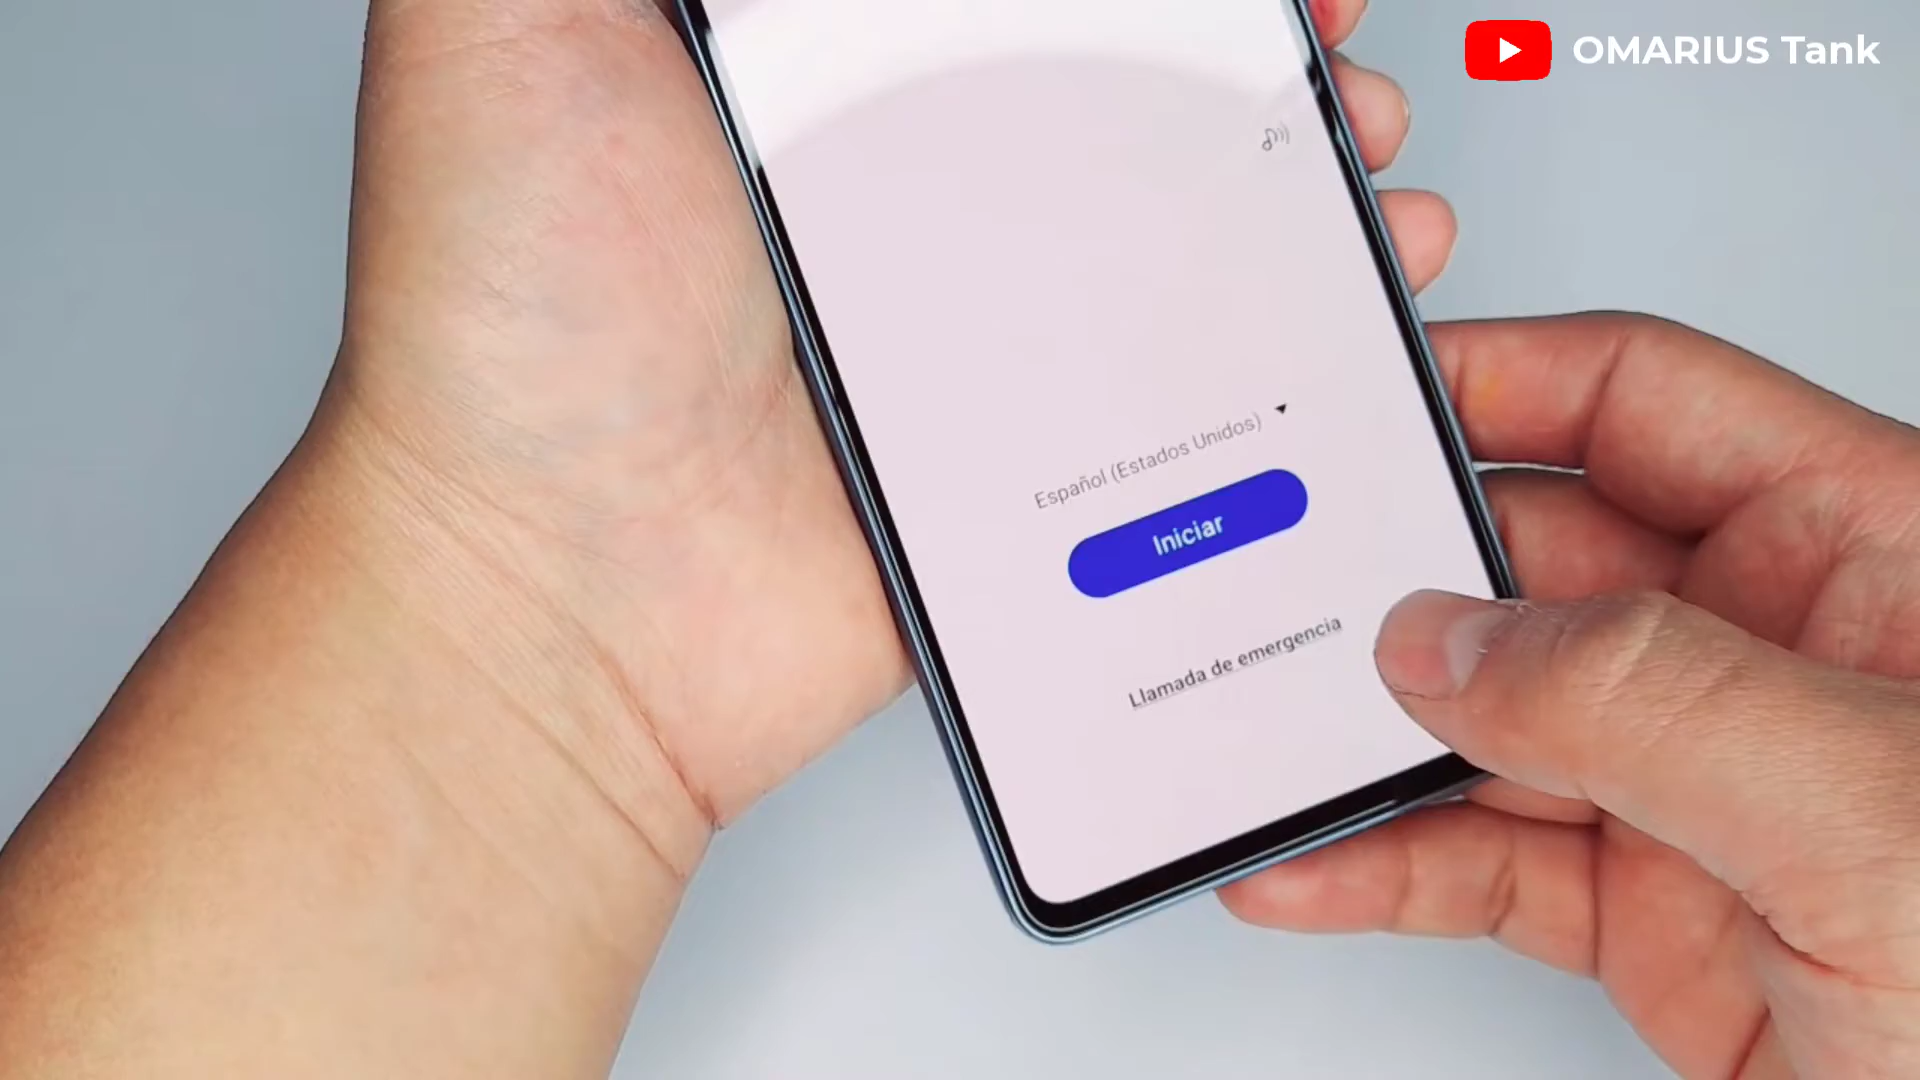 OMARIUS Tank
Español (Estados Unidos)
Iniciar
Llamada de emergencia